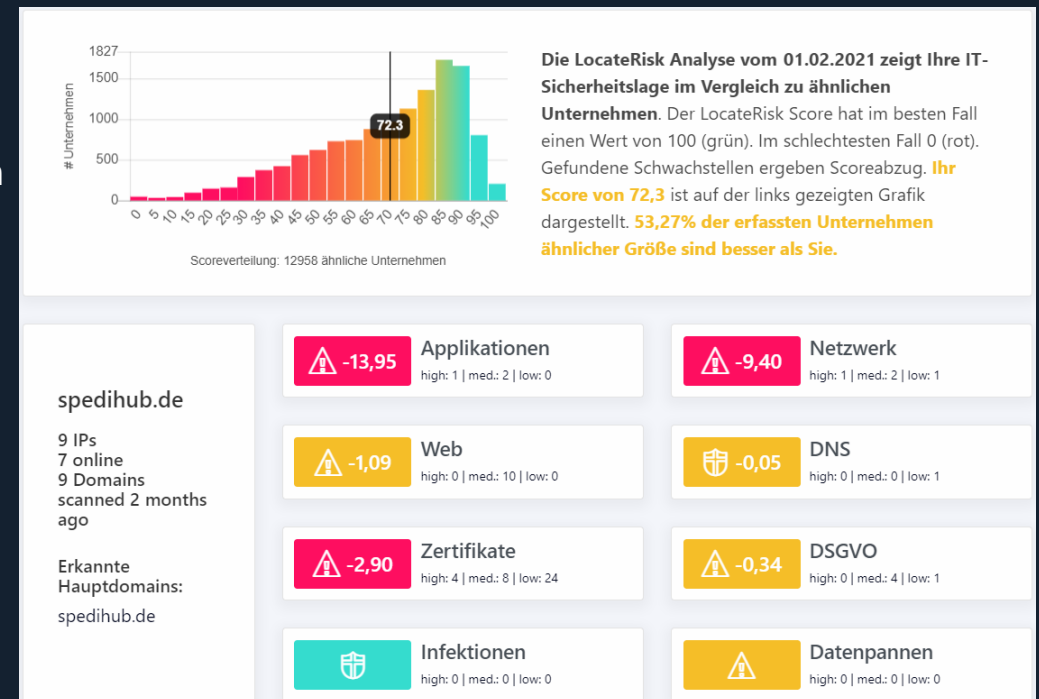 1827
1500
1000
500
0
# Unternehmen
72.3
0 5 10 15 20 25 30 35 40 45 50 55 60 65 70 75 80 85 90 95 100
Scoreverteilung: 12958 ähnliche Unternehmen
Die LocateRisk Analyse vom 01.02.2021 zeigt Ihre IT-
Sicherheitslage im Vergleich zu ähnlichen
Unternehmen. Der LocateRisk Score hat im besten Fall
einen Wert von 100 (grün). Im schlechtesten Fall 0 (rot).
Gefundene Schwachstellen ergeben Scoreabzug. Ihr
Score von 72,3 ist auf der links gezeigten Grafik
dargestellt. 53,27% der erfassten Unternehmen
ähnlicher Größe sind besser als Sie.
spedihub.de
9 IPs
7 online
9 Domains
scanned 2 months
ago
Erkannte
Hauptdomains:
spedihub.de
-13,95 Applikationen
high: 1 | med.: 2 | low: 0
-9,40 Netzwerk
high: 1 | med.: 2 | low: 1
-1,09 Web
high: 0 | med.: 10 | low: 0
-0,05 DNS
high: 0 | med.: 0 | low: 1
-2,90 Zertifikate
high: 4 | med.: 8 | low: 24
-0,34 DSGVO
high: 0 | med.: 4 | low: 1
Infektionen
high: 0 | med.: 0 | low: 0
Datenpannen
high: 0 | med.: 0 | low: 0